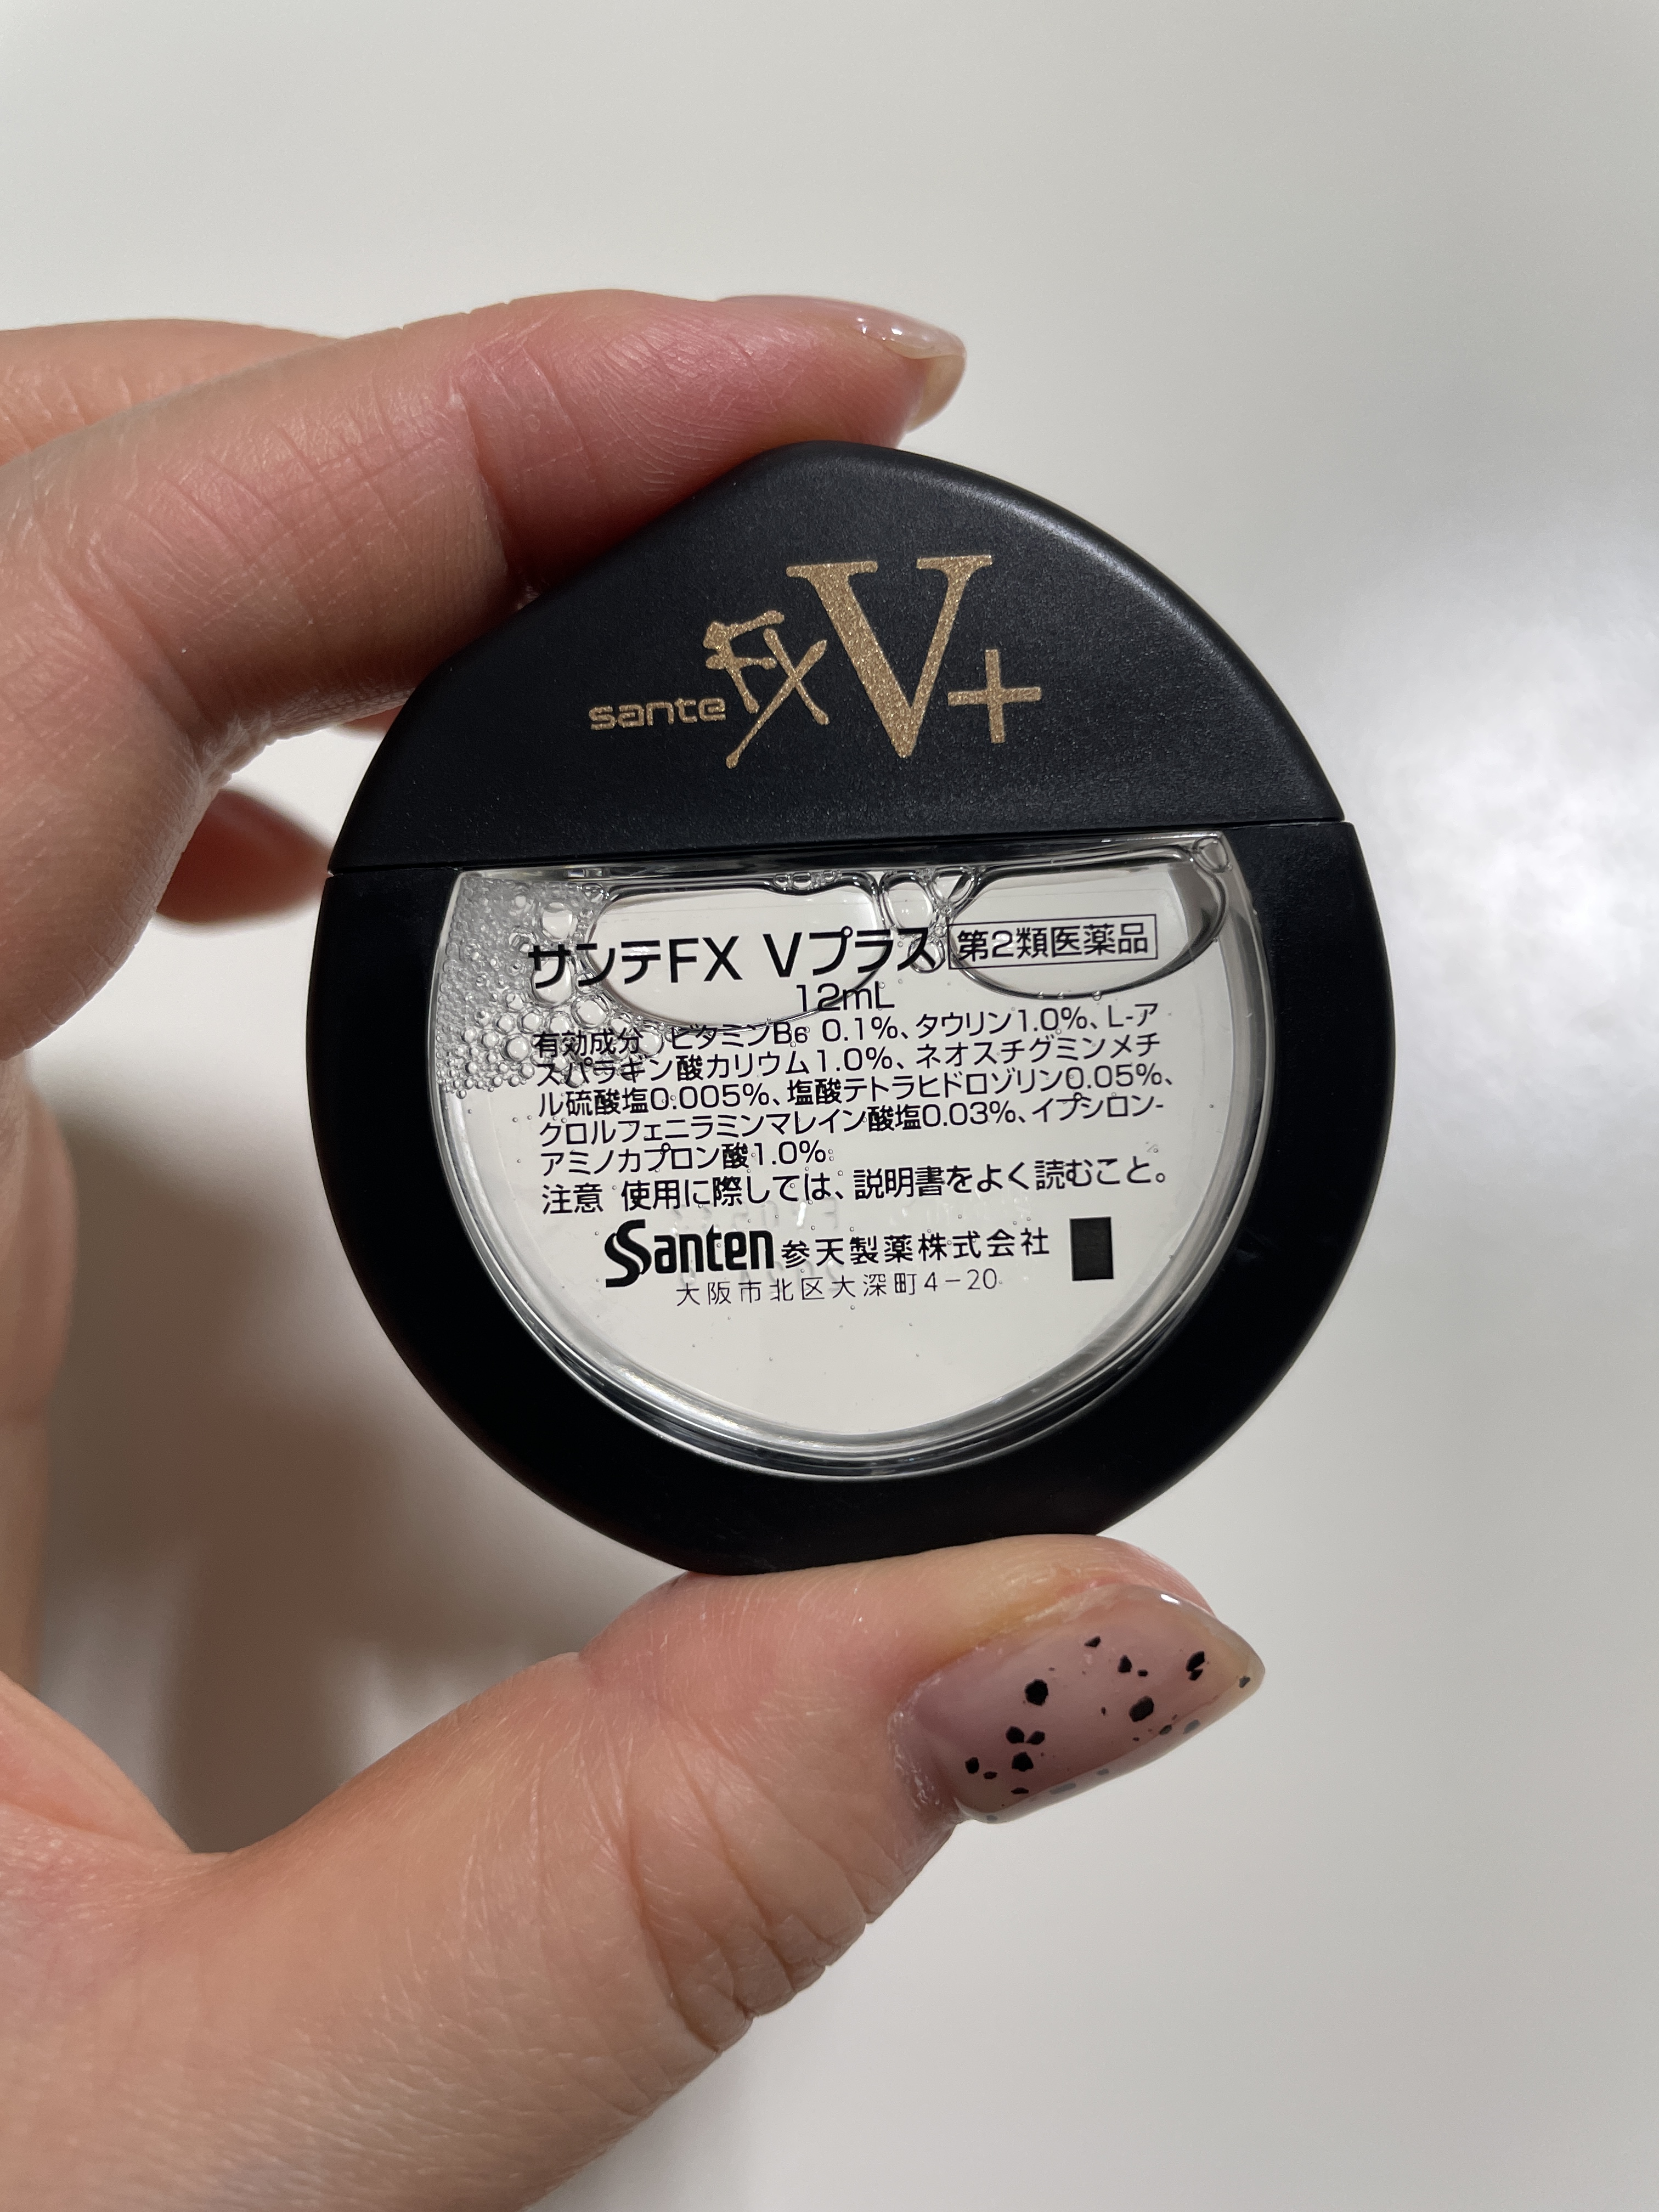 sante FX V+
サンテFX Vプラス 第2類医薬品
12mL
有効成分 ビタミンB6 0.1%、タウリン1.0%、L-ア
スパラギン酸カリウム1.0%、ネオスチグミンメチ
ル硫酸塩0.005%、塩酸テトラヒドロゾリン0.05%、
クロルフェニラミンマレイン酸塩0.03%、イプシロン-
アミノカプロン酸1.0%
注意 使用に際しては、説明書をよく読むこと。
Santen 参天製薬株式会社
大阪市北区大深町4-20